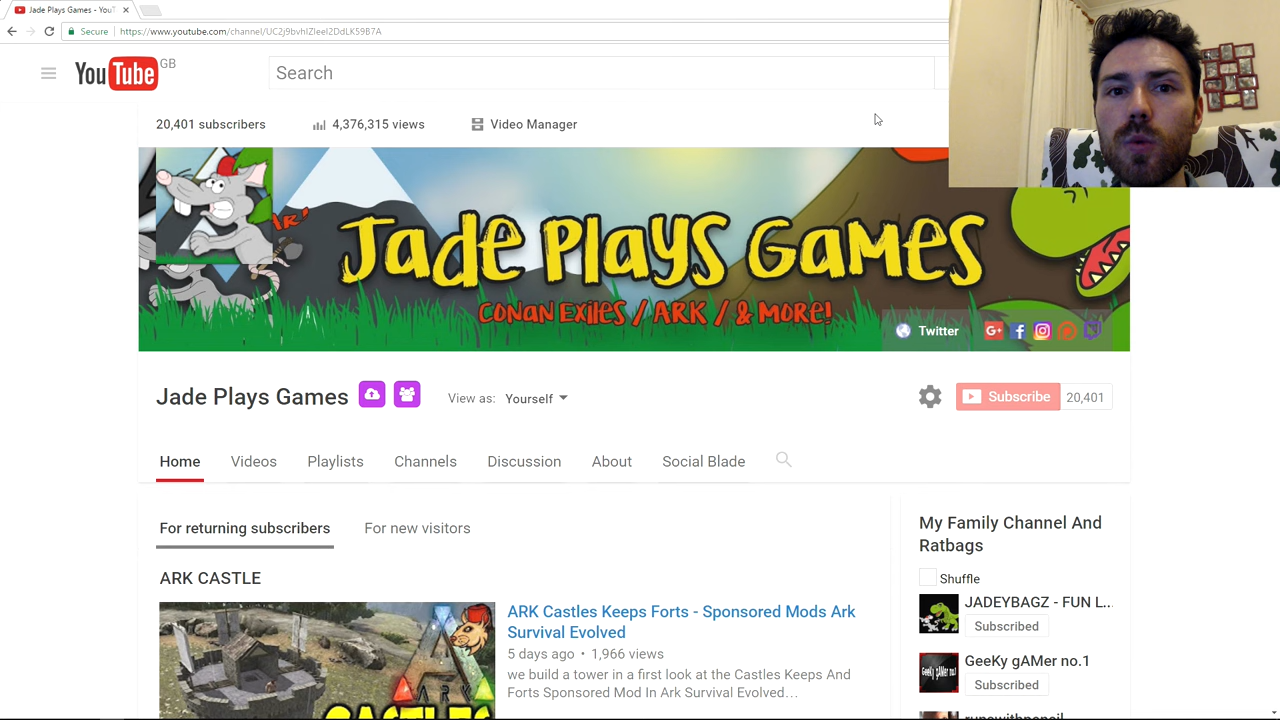 Jade Plays Games - YouT
Secure
https://www.youtube.com/channel/UC2j9bvhIZleeI2DdLK59B7A
YouTube GB
Search
20,401 subscribers
4,376,315 views
Video Manager
Jade Plays Games
CONAN EXILES / ARK / & MORE!
Twitter
Jade Plays Games
View as: Yourself
Subscribe 20,401
Home Videos Playlists Channels Discussion About Social Blade
For returning subscribers
For new visitors
ARK CASTLE
ARK Castles Keeps Forts - Sponsored Mods Ark
Survival Evolved
5 days ago • 1,966 views
we build a tower in a first look at the Castles Keeps And
Forts Sponsored Mod In Ark Survival Evolved...
ARK
CASTLES
My Family Channel And
Ratbags
Shuffle
JADEYBAGZ - FUN L...
Subscribed
GeeKy gAMer no.1
Subscribed